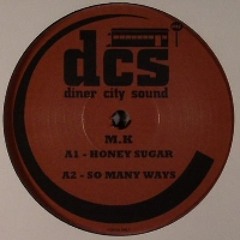 dcs
diner city sound
M.K
A1 - HONEY SUGAR
A2 - SO MANY WAYS